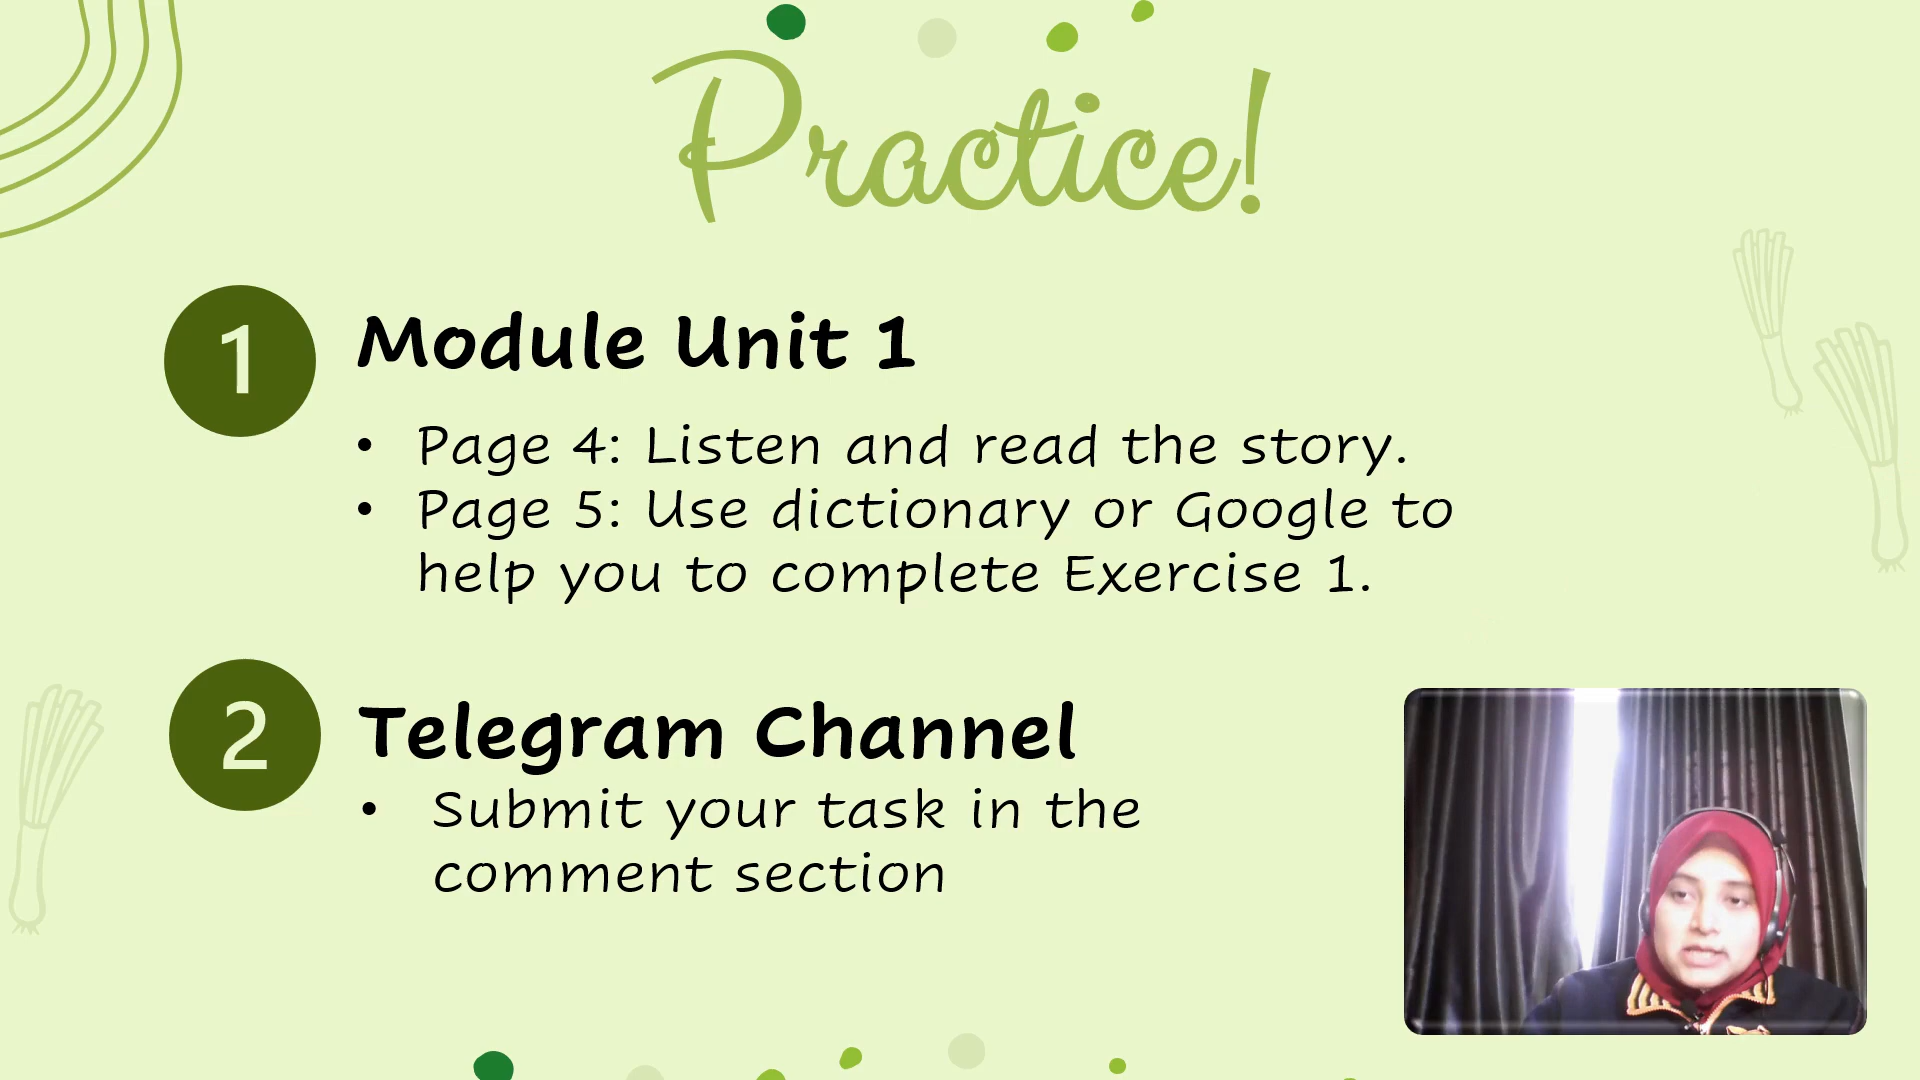 Practice!
1
Module Unit 1
• Page 4: Listen and read the story.
• Page 5: Use dictionary or Google to
help you to complete Exercise 1.
2
Telegram Channel
• Submit your task in the
comment section